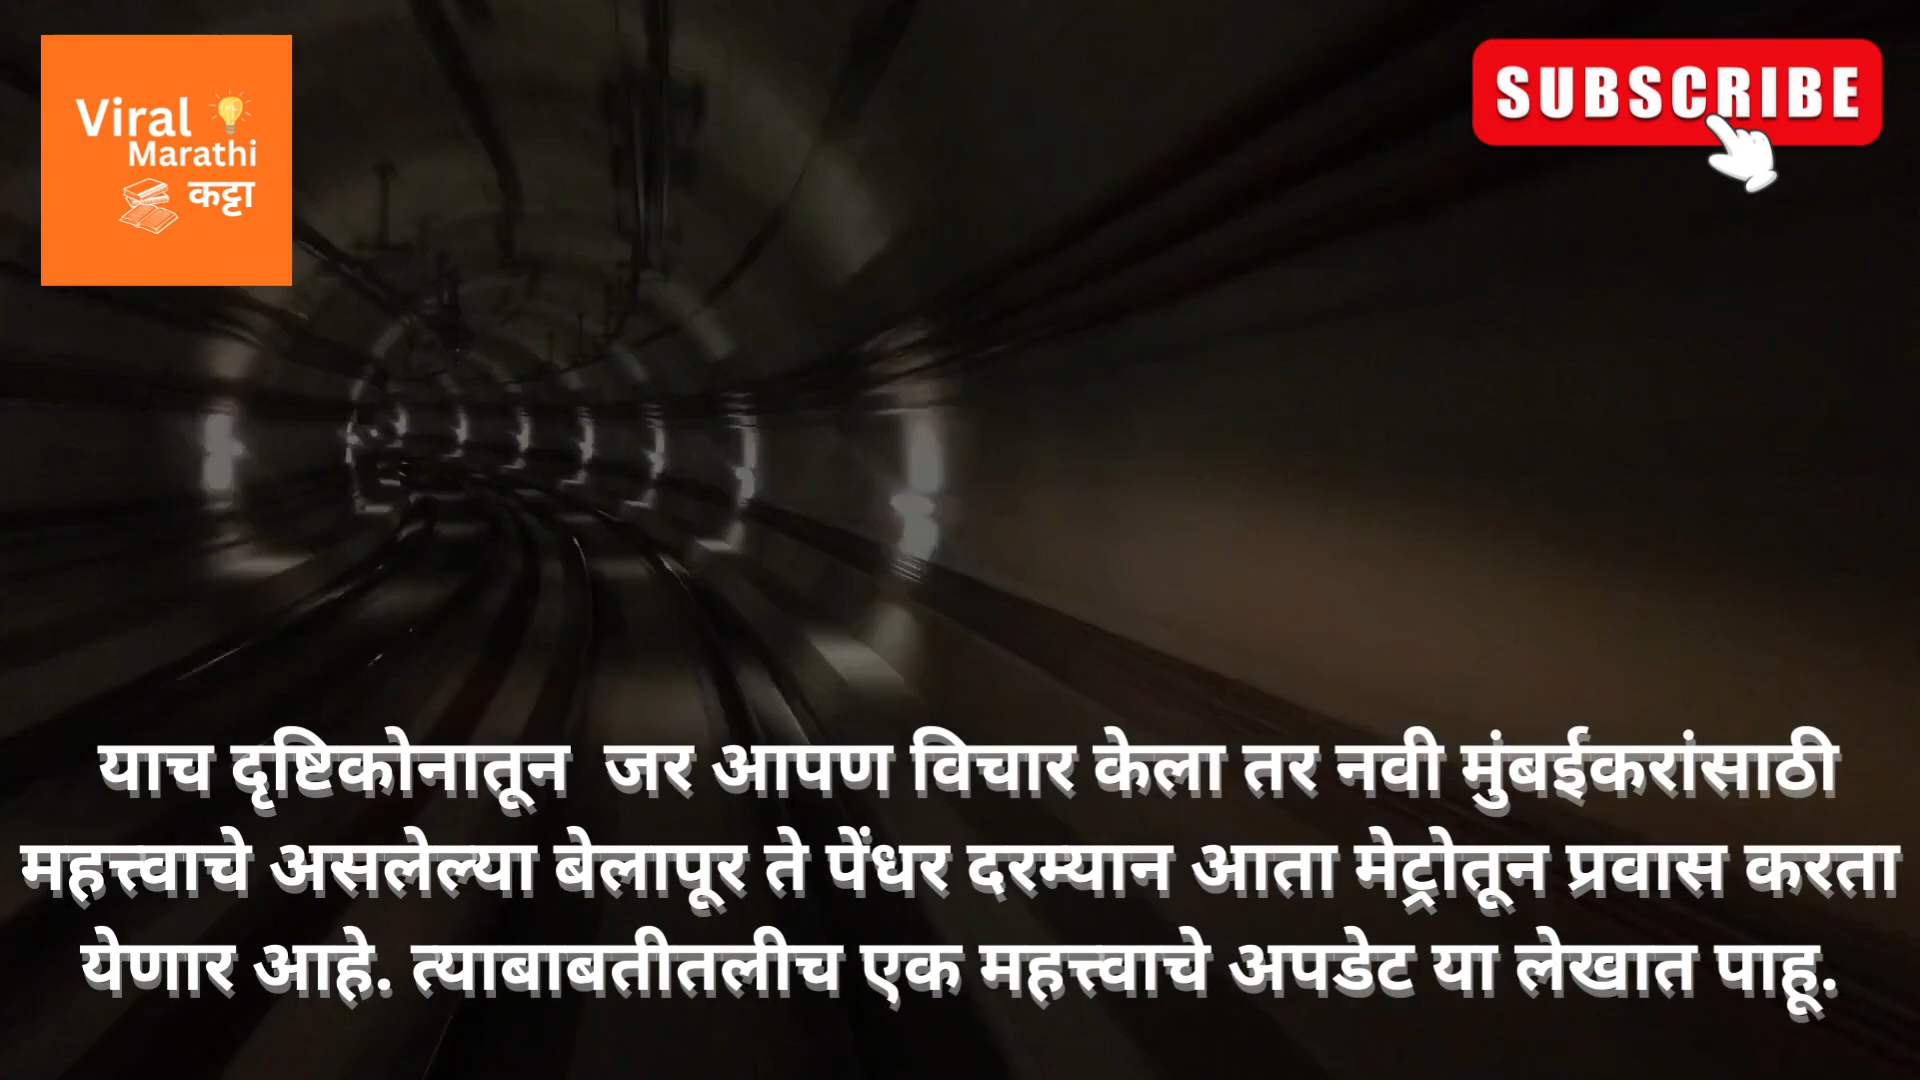 Viral
Marathi
कट्टा
SUBSCRIBE
याच दृष्टिकोनातून जर आपण विचार केला तर नवी मुंबईकरांसाठी
महत्त्वाचे असलेल्या बेलापूर ते पेंधर दरम्यान आता मेट्रोतून प्रवास करता
येणार आहे. त्याबाबतीतलीच एक महत्त्वाचे अपडेट या लेखात पाहू.